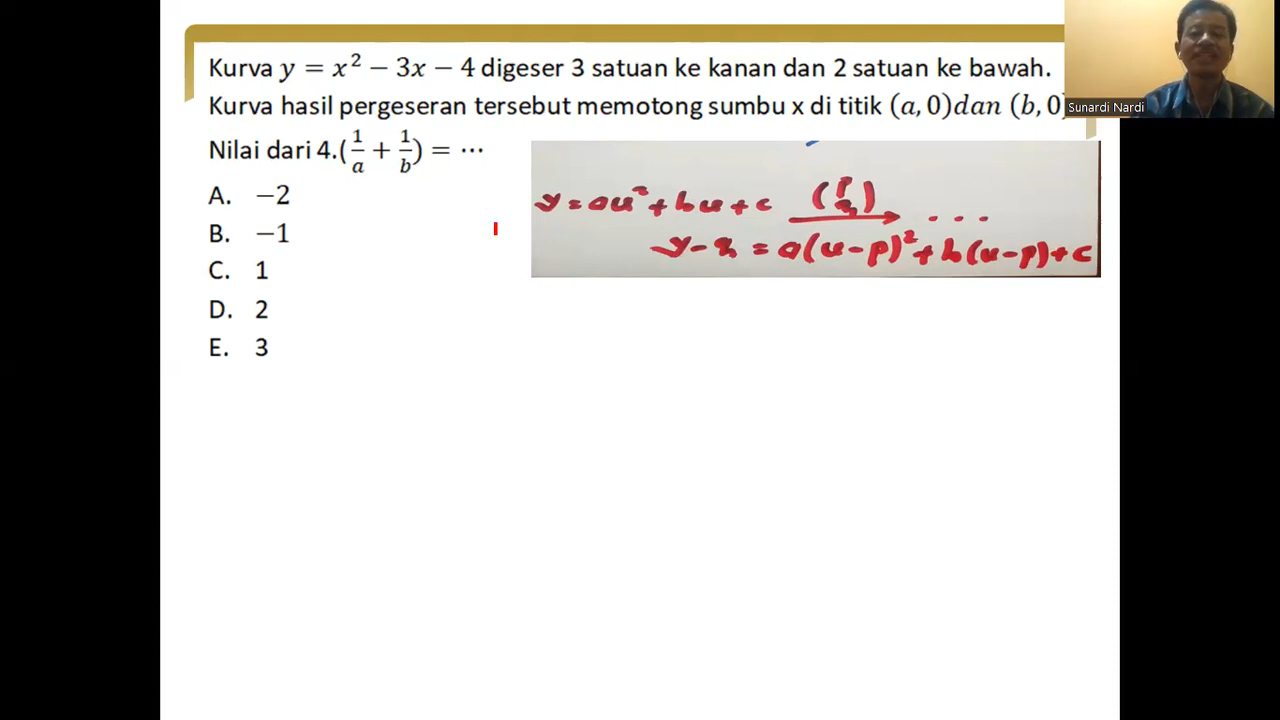 Kurva y = x² − 3x − 4 digeser 3 satuan ke kanan dan 2 satuan ke bawah.
Kurva hasil pergeseran tersebut memotong sumbu x di titik (a, 0)dan (b, 0)
Nilai dari 4.(1/a + 1/b) = ⋯
A. −2
B. −1
C. 1
D. 2
E. 3
y = ax² + bx + c (p q) → ...
y − q = a(x − p)² + b(x − p) + c
Sunardi Nardi